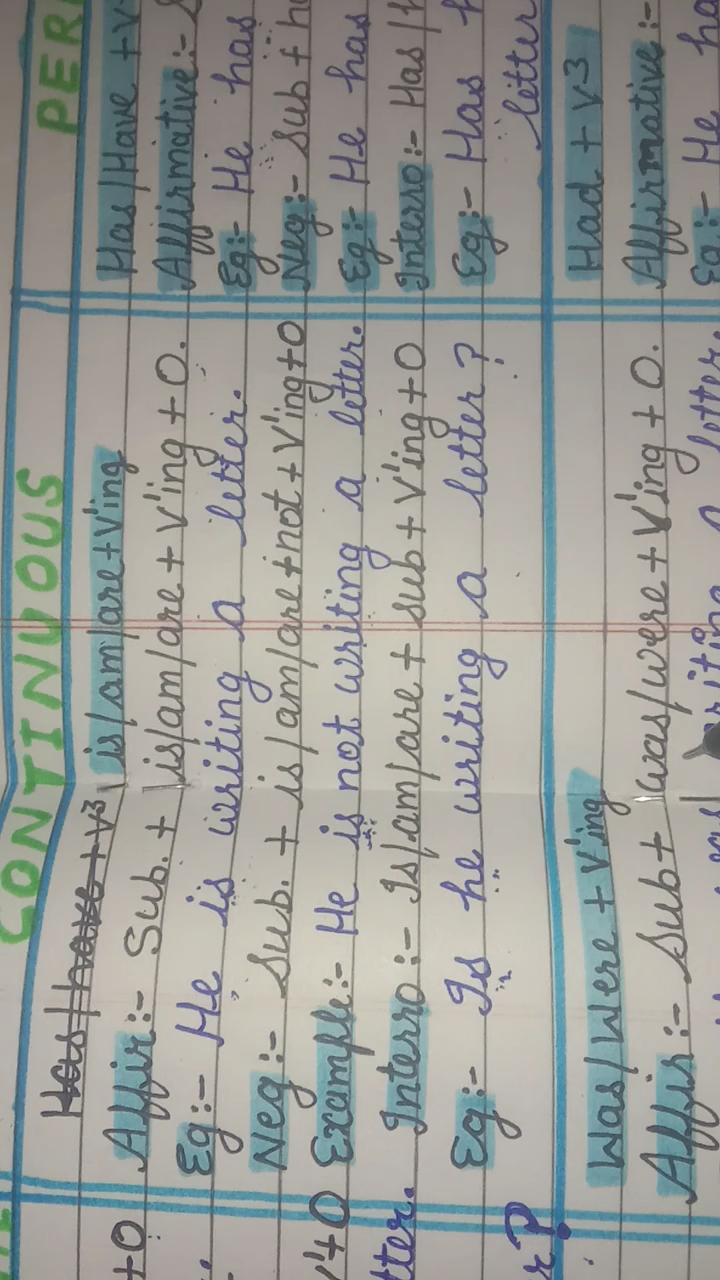 CONTINUOUS
Has/have + V³
is/am/are+V'ing
Affir:- Sub. + is/am/are + V'ing + O.
Eg:- He is writing a letter.
Neg:- Sub. + is/am/are+not+V'ing+O
Example:- He is not writing a letter.
Interro:- Is/am/are + sub + V'ing+O
Eg:- Is he writing a letter?
Was/Were + V'ing
Affir:- Sub+ was/were + V'ing + O.
PER
Has/Have +V
Affirmative:-
Eg:- He has
Neg:- Sub +
Eg:- He has
Interro:- Has/
Eg:- Has
letter
Had + V3
Affirmative:-
Eg:- He
+O
+O
r?